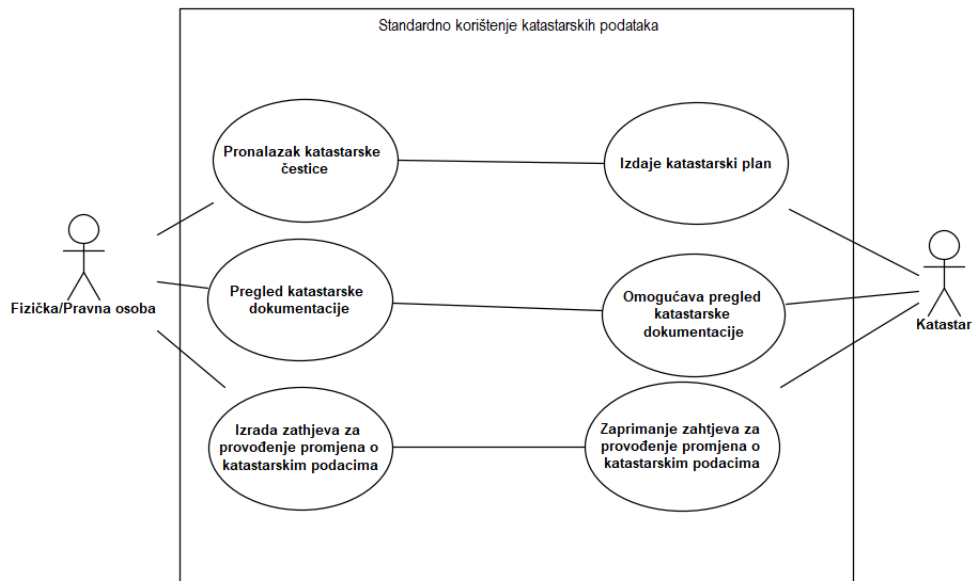 Standardno korištenje katastarskih podataka
Pronalazak katastarske
čestice
Izdaje katastarski plan
Fizička/Pravna osoba
Pregled katastarske
dokumentacije
Omogućava pregled
katastarske
dokumentacije
Katastar
Izrada zathjeva za
provođenje promjena o
katastarskim podacima
Zaprimanje zahtjeva za
provođenje promjena o
katastarskim podacima